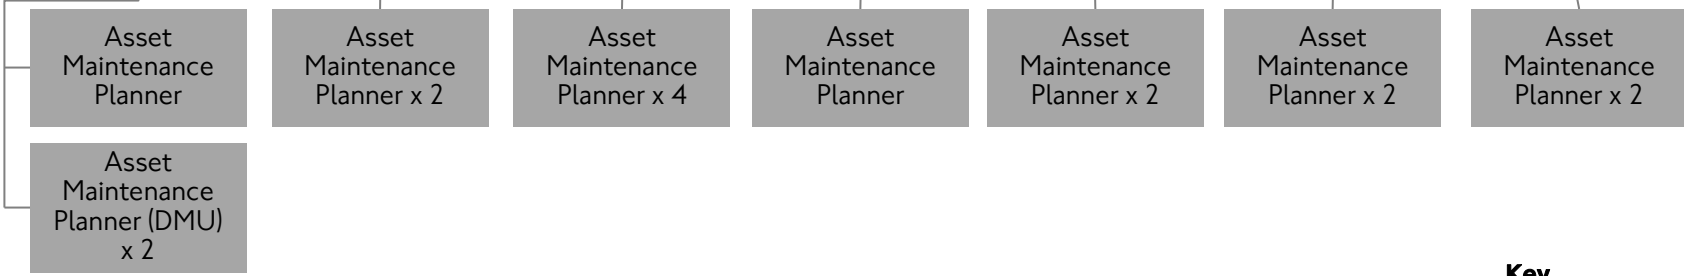 Asset
Maintenance
Planner
Asset
Maintenance
Planner x 2
Asset
Maintenance
Planner x 4
Asset
Maintenance
Planner
Asset
Maintenance
Planner x 2
Asset
Maintenance
Planner x 2
Asset
Maintenance
Planner x 2
Asset
Maintenance
Planner (DMU)
x 2
Key